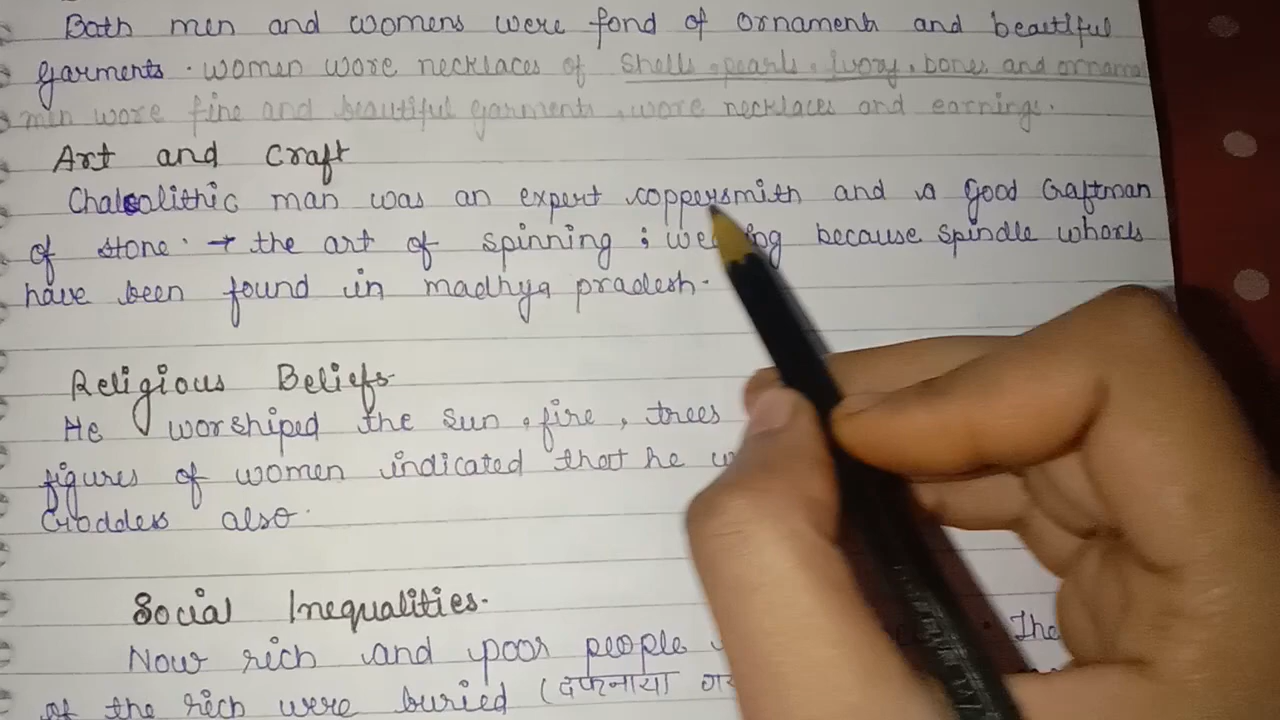 Both men and womens were fond of ornaments and beautiful
garments. women wore necklaces of shells, pearls, Ivory, bones and ornama
men wore fine and beautiful garments, wore necklaces and earnings.
Art and Craft
Chalcolithic man was an expert coppersmith and a good Craftman
of stone. → the art of spinning & because spindle whorls
have been found in madhya pradesh.
Religious Beliefs
He worshiped the sun, fire, trees
figures of women indicated that he
Goddess also.
Social Inequalities.
Now rich and poor people The
of the rich were buried (दफनाया